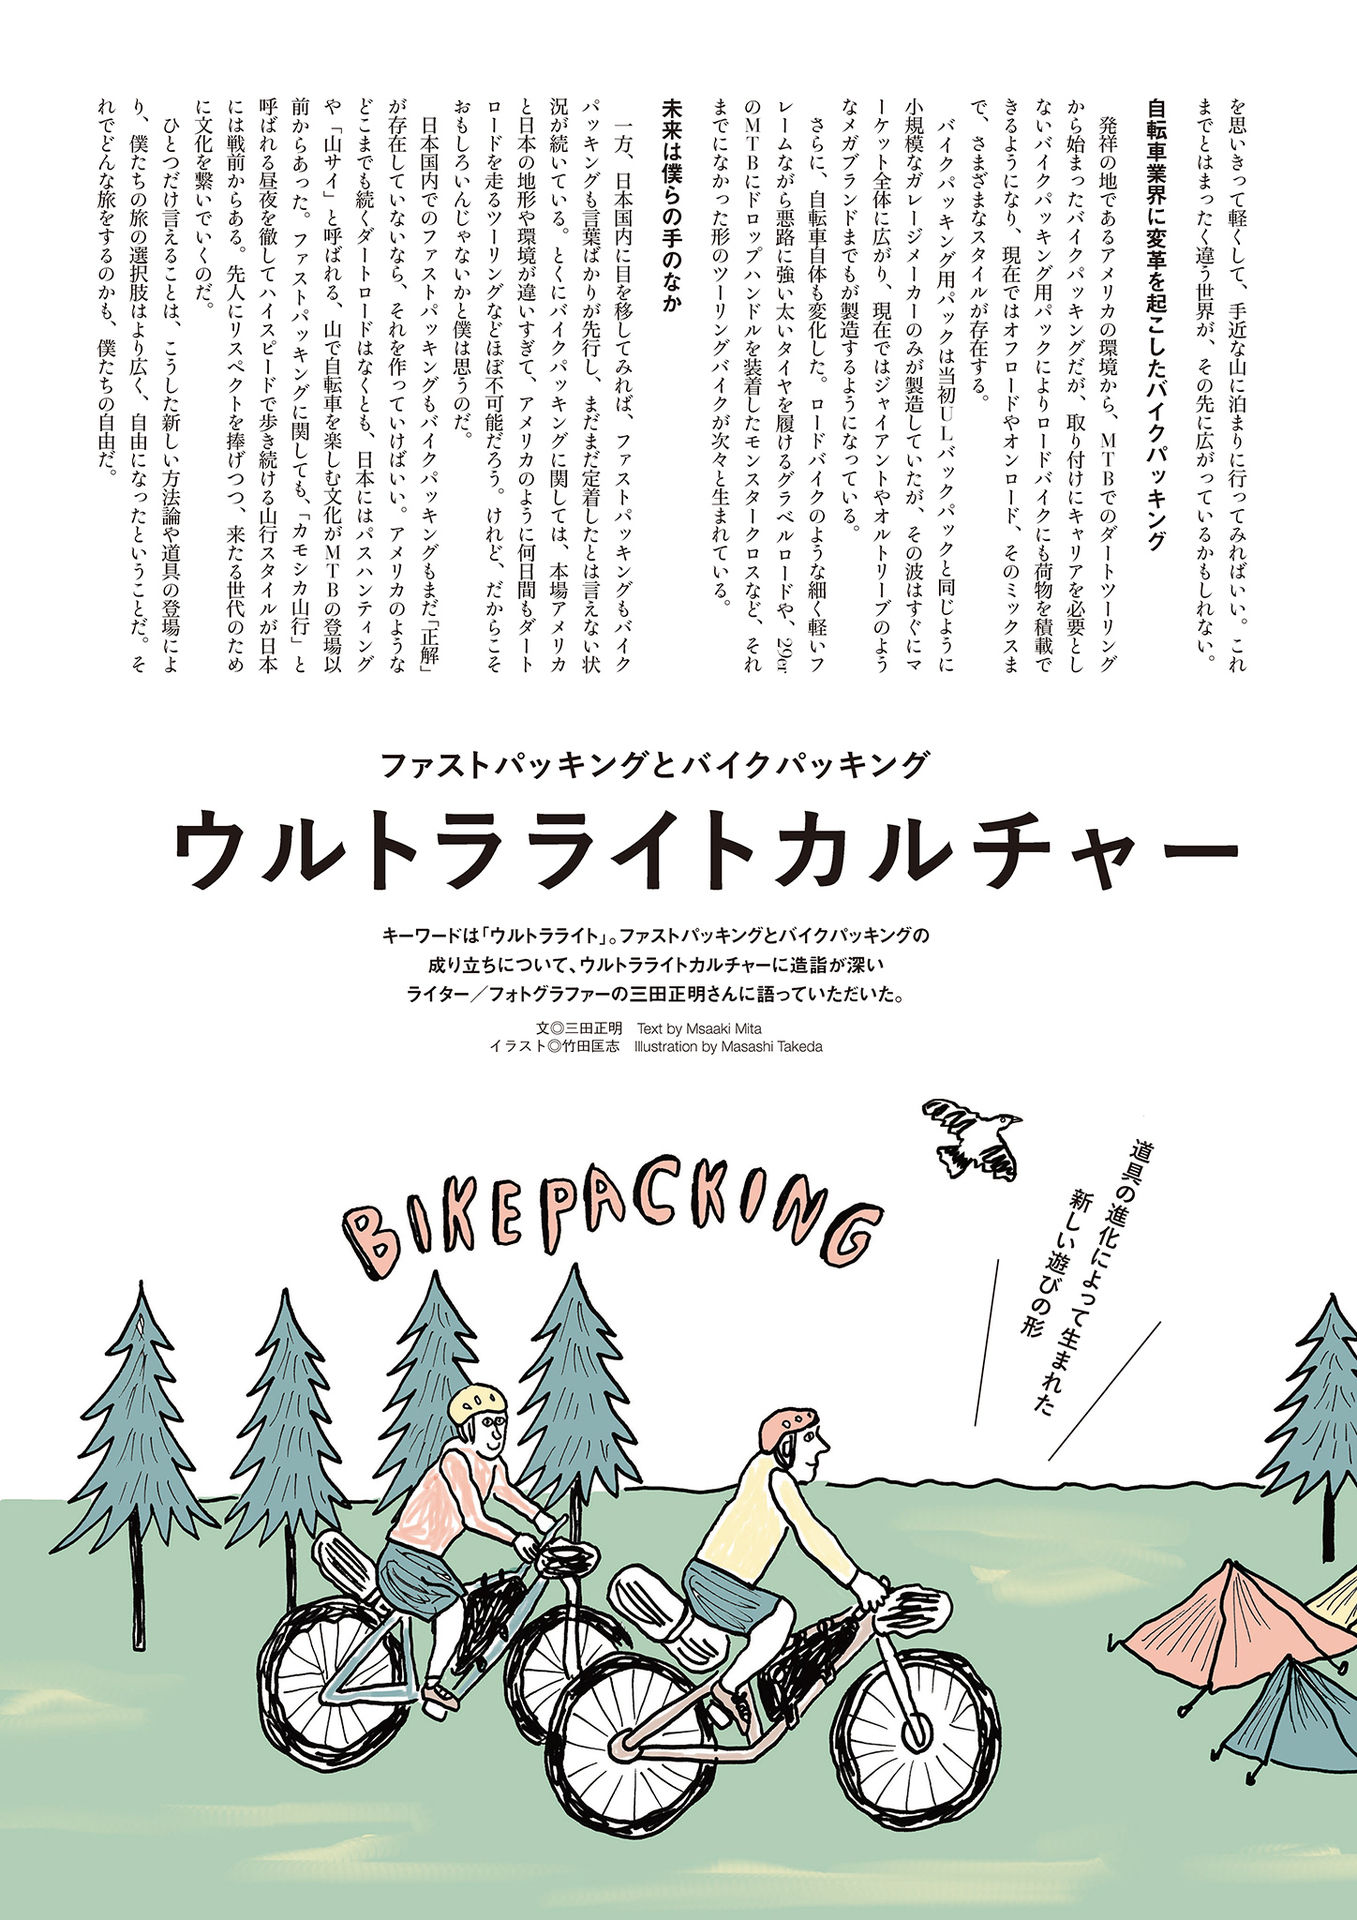 を思いきって軽くして、手近な山に泊まりに行ってみればいい。これ
までとはまったく違う世界が、その先に広がっているかもしれない。
自転車業界に変革を起こしたバイクパッキング
発祥の地であるアメリカの環境から、MTBでのダートツーリング
から始まったバイクパッキングだが、取り付けにキャリアを必要とし
ないバイクパッキング用パックによりロードバイクにも荷物を積載で
きるようになり、現在ではオフロードやオンロード、そのミックスま
で、さまざまなスタイルが存在する。
バイクパッキング用パックは当初ULバックパックと同じように
小規模なガレージメーカーのみが製造していたが、その波はすぐにマ
ーケット全体に広がり、現在ではジャイアントやオルトリーブのよう
なメガブランドまでもが製造するようになっている。
さらに、自転車自体も変化した。ロードバイクのような細く軽いフ
レームながら悪路に強い太いタイヤを履けるグラベルロードや、29er
のMTBにドロップハンドルを装着したモンスタークロスなど、それ
までになかった形のツーリングバイクが次々と生まれている。
未来は僕らの手のなか
一方、日本国内に目を移してみれば、ファストパッキングもバイク
パッキングも言葉ばかりが先行し、まだまだ定着したとは言えない状
況が続いている。とくにバイクパッキングに関しては、本場アメリカ
と日本の地形や環境が違いすぎて、アメリカのように何日間もダート
ロードを走るツーリングなどほぼ不可能だろう。けれど、だからこそ
おもしろいんじゃないかと僕は思うのだ。
日本国内でのファストパッキングもバイクパッキングもまだ「正解」
が存在していないなら、それを作っていけばいい。アメリカのような
どこまでも続くダートロードはなくとも、日本にはパスハンティング
や「山サイ」と呼ばれる、山で自転車を楽しむ文化がMTBの登場以
前からあった。ファストパッキングに関しても、「カモシカ山行」と
呼ばれる昼夜を徹してハイスピードで歩き続ける山行スタイルが日本
には戦前からある。先人にリスペクトを捧げつつ、来たる世代のため
に文化を繋いでいくのだ。
ひとつだけ言えることは、こうした新しい方法論や道具の登場によ
り、僕たちの旅の選択肢はより広く、自由になったということだ。そ
れでどんな旅をするのかも、僕たちの自由だ。
ファストパッキングとバイクパッキング
ウルトラライトカルチャー
キーワードは「ウルトラライト」。ファストパッキングとバイクパッキングの
成り立ちについて、ウルトラライトカルチャーに造詣が深い
ライター／フォトグラファーの三田正明さんに語っていただいた。
文◎三田正明 Text by Msaaki Mita
イラスト◎竹田匡志 Illustration by Masashi Takeda
道具の進化によって生まれた
新しい遊びの形
BIKEPACKING